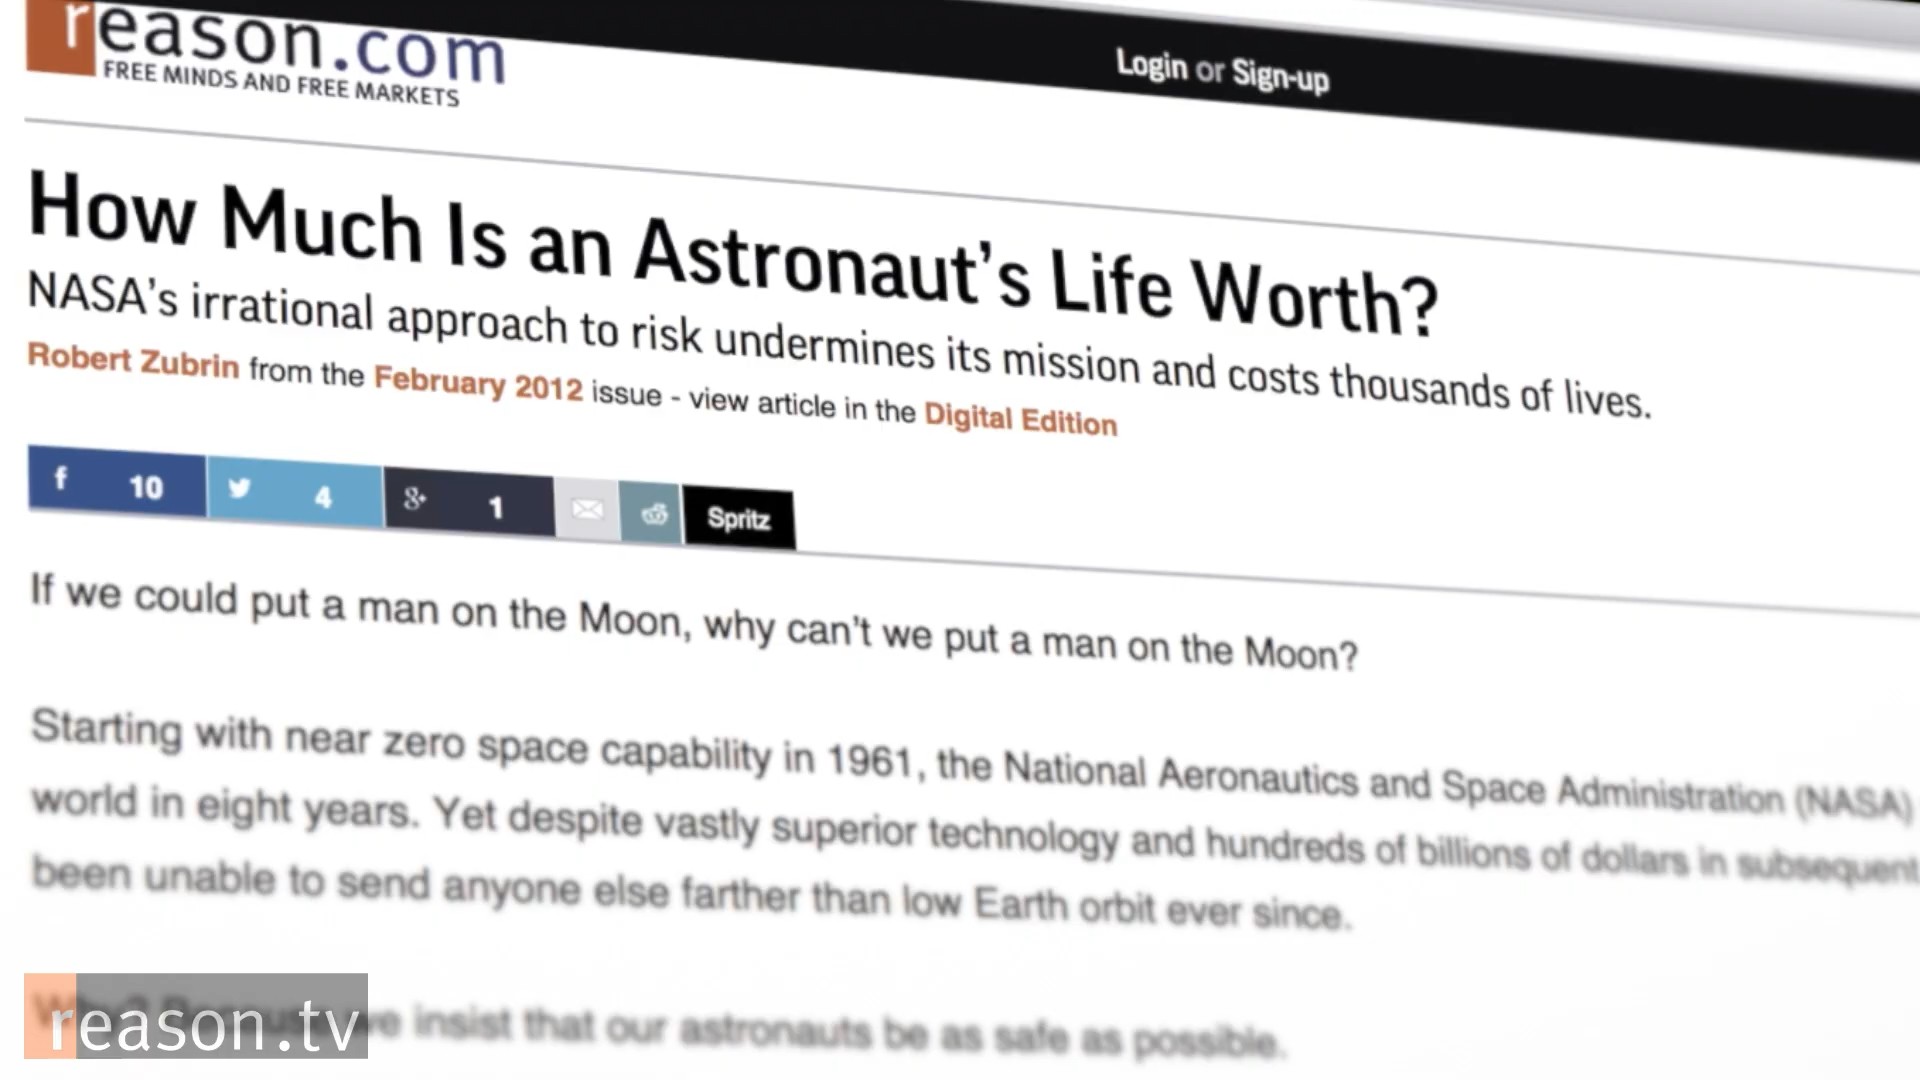 reason.com
FREE MINDS AND FREE MARKETS
Login or Sign-up
How Much Is an Astronaut's Life Worth?
NASA's irrational approach to risk undermines its mission and costs thousands of lives.
Robert Zubrin from the February 2012 issue - view article in the Digital Edition
f 10 4 8+ 1 Spritz
If we could put a man on the Moon, why can't we put a man on the Moon?
Starting with near zero space capability in 1961, the National Aeronautics and Space Administration (NASA)
world in eight years. Yet despite vastly superior technology and hundreds of billions of dollars in subsequent
been unable to send anyone else farther than low Earth orbit ever since.
Why? Because we insist that our astronauts be as safe as possible.
reason.tv